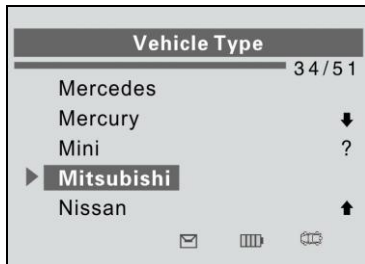 Vehicle Type
34/51
Mercedes
Mercury
Mini ?
Mitsubishi
Nissan